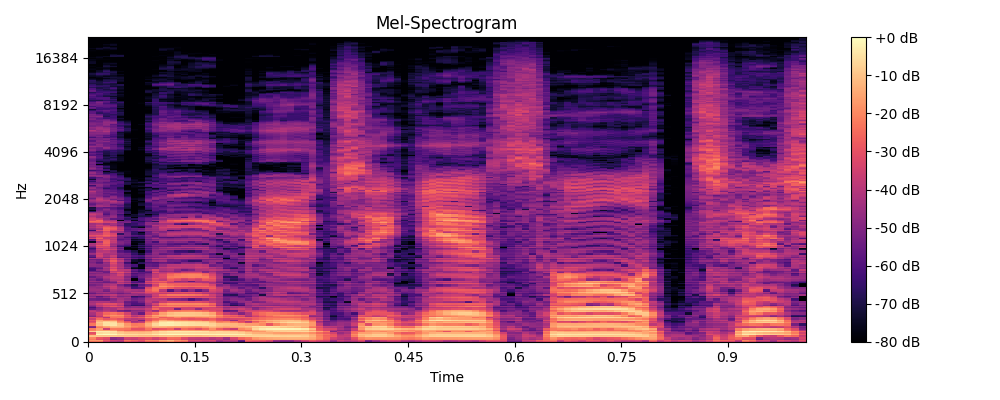 Mel-Spectrogram
16384
8192
4096
2048
1024
512
0
Hz
0 0.15 0.3 0.45 0.6 0.75 0.9
Time
+0 dB
-10 dB
-20 dB
-30 dB
-40 dB
-50 dB
-60 dB
-70 dB
-80 dB